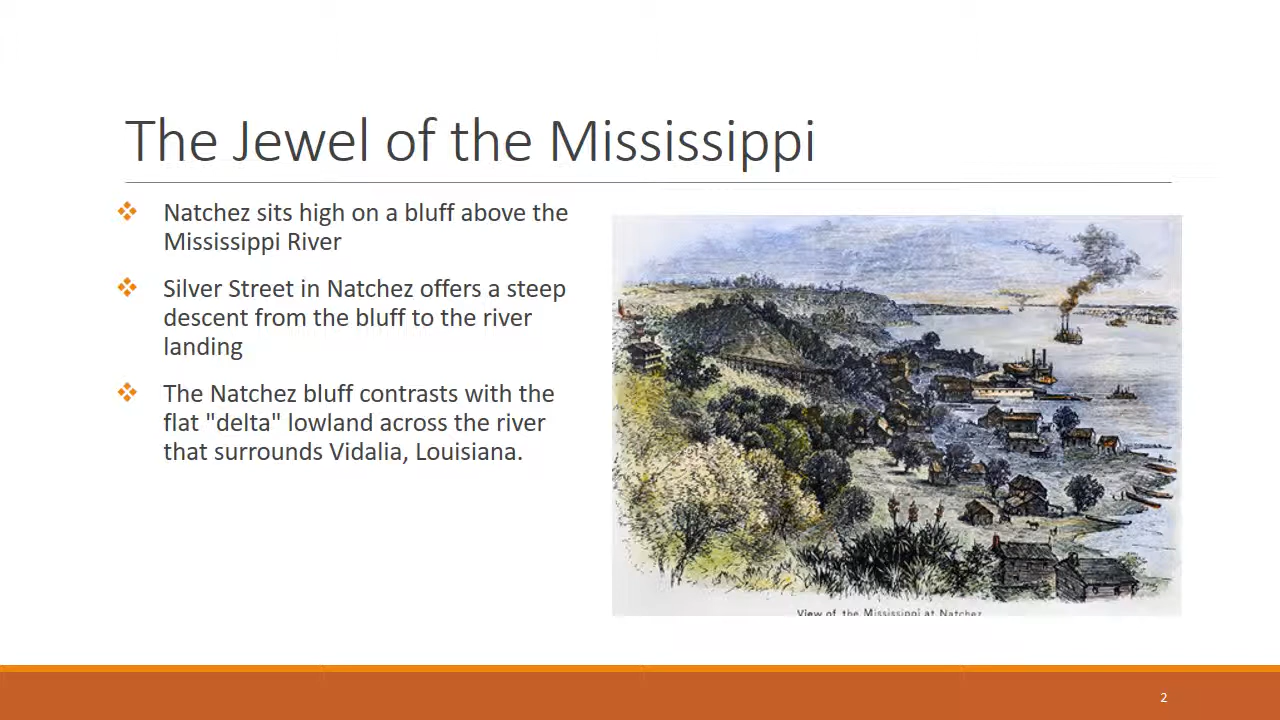 The Jewel of the Mississippi
Natchez sits high on a bluff above the
Mississippi River
Silver Street in Natchez offers a steep
descent from the bluff to the river
landing
The Natchez bluff contrasts with the
flat "delta" lowland across the river
that surrounds Vidalia, Louisiana.
View of the Mississippi at Natchez
2